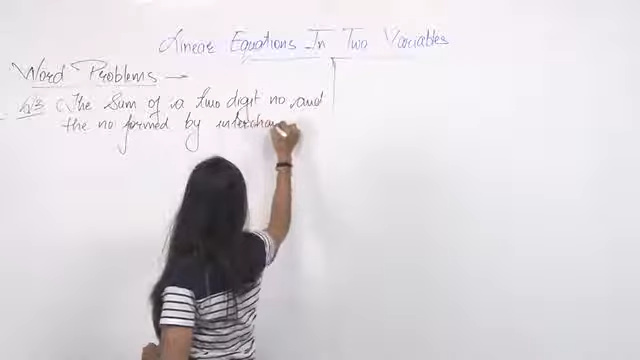 Linear Equations In Two Variables
Word Problems →
Q3 (The Sum of a two digit no. and
the no formed by intercha